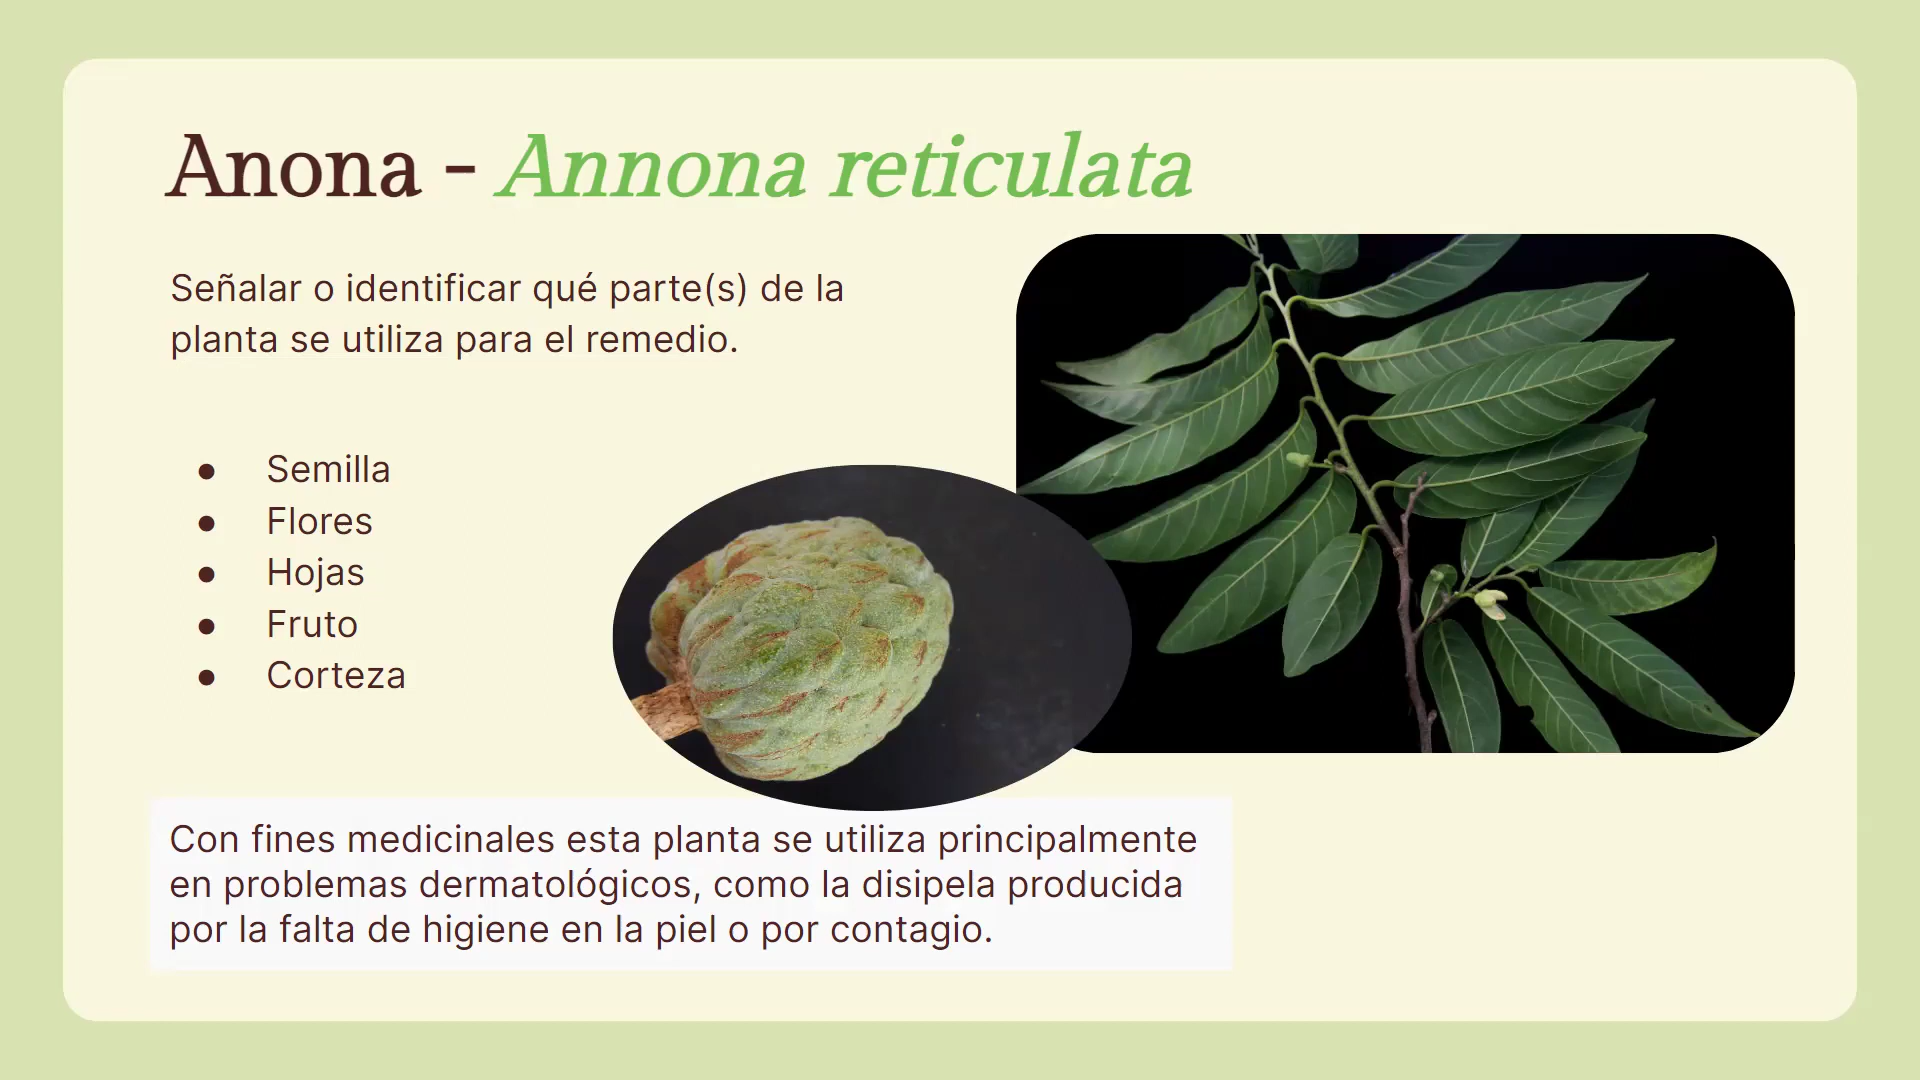 Anona - Annona reticulata
Señalar o identificar qué parte(s) de la
planta se utiliza para el remedio.
● Semilla
● Flores
● Hojas
● Fruto
● Corteza
Con fines medicinales esta planta se utiliza principalmente
en problemas dermatológicos, como la disipela producida
por la falta de higiene en la piel o por contagio.